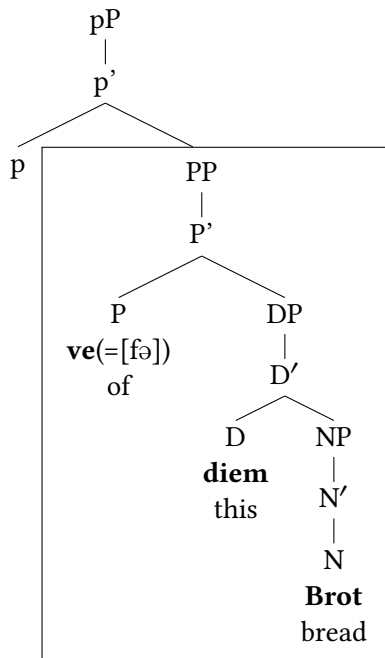 pP
p’
p
PP
P’
P DP
ve(=[fə]) D′
of
D NP
diem N′
this
N
Brot
bread